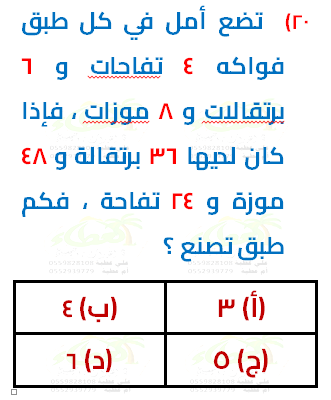 ٢٠) تضع أمل في كل طبق
فواكه ٤ تفاحات و ٦
برتقالات و ٨ موزات ، فإذا
كان لديها ٣٦ برتقالة و ٤٨
موزة و ٢٤ تفاحة ، فكم
طبق تصنع ؟
(أ) ٣ (ب) ٤
(ج) ٥ (د) ٦